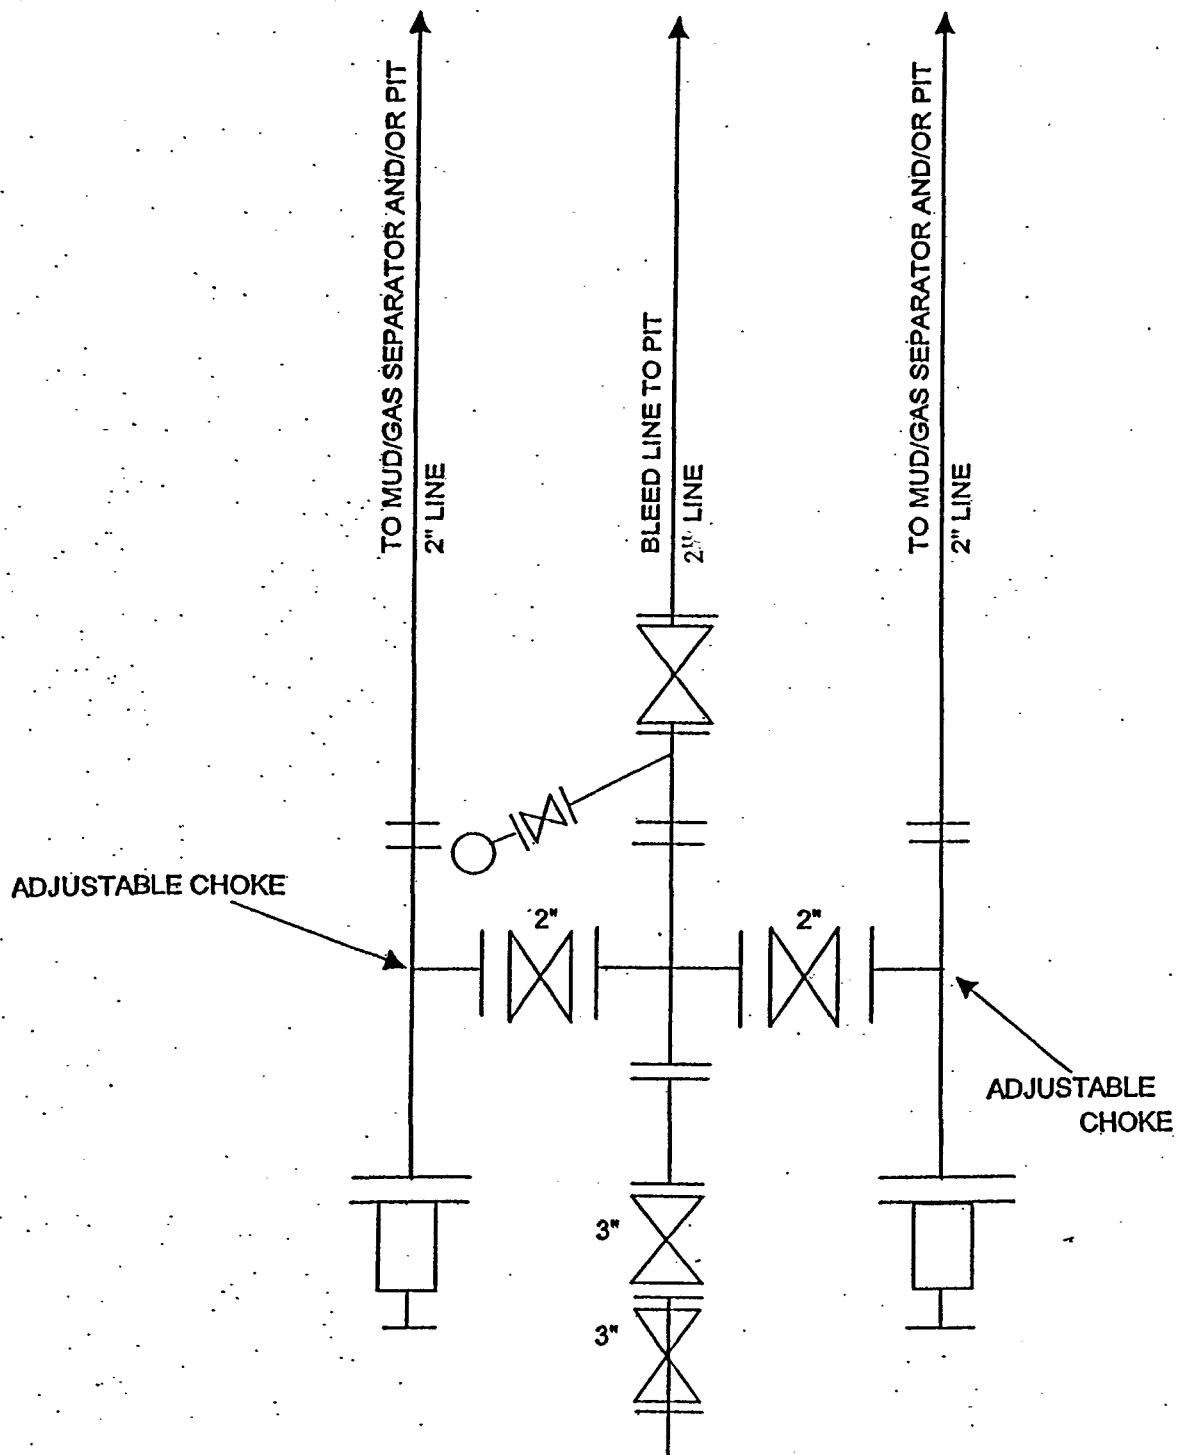 TO MUD/GAS SEPARATOR AND/OR PIT
2" LINE
BLEED LINE TO PIT
2" LINE
TO MUD/GAS SEPARATOR AND/OR PIT
2" LINE
ADJUSTABLE CHOKE
2"
2"
ADJUSTABLE
CHOKE
3"
3"